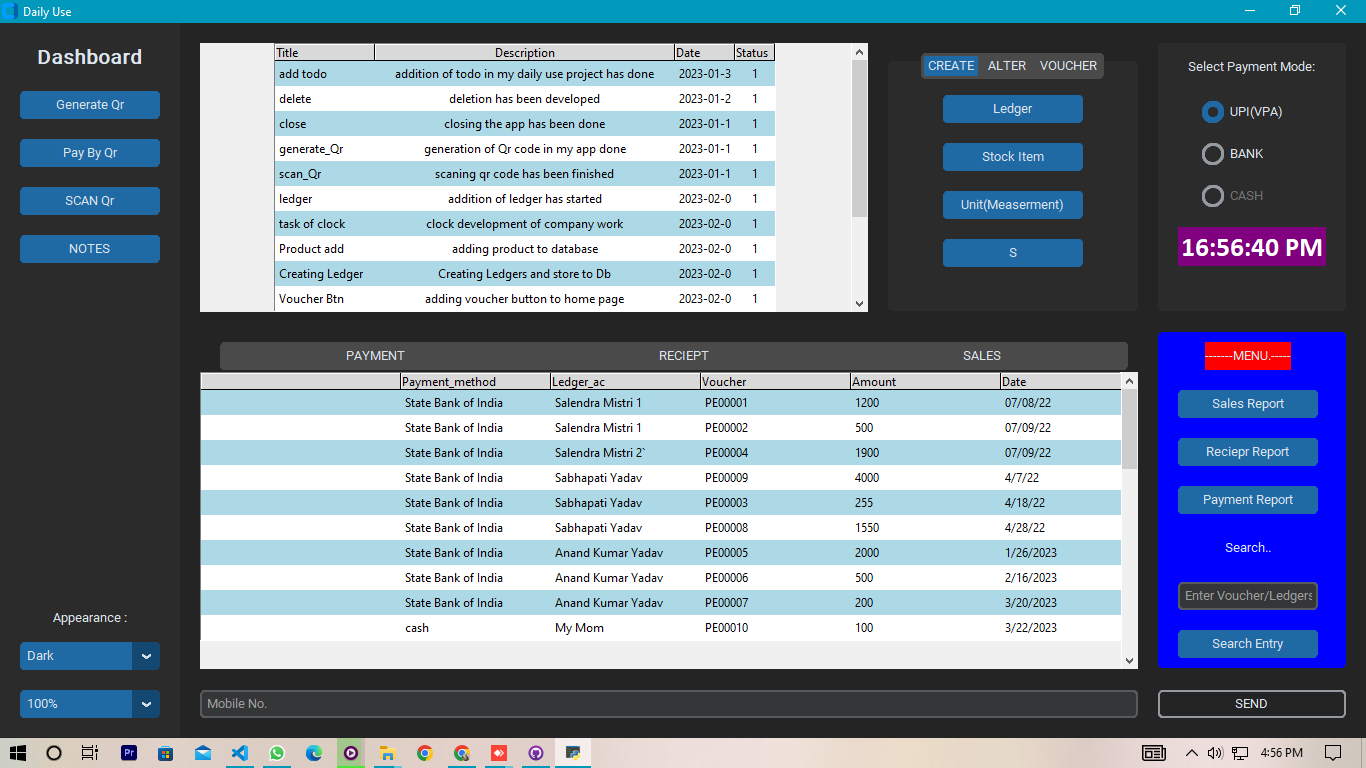 Daily Use
Dashboard
Generate Qr
Pay By Qr
SCAN Qr
NOTES
Appearance :
Dark
100%
Title Description Date Status
add todo addition of todo in my daily use project has done 2023-01-3 1
delete deletion has been developed 2023-01-2 1
close closing the app has been done 2023-01-1 1
generate_Qr generation of Qr code in my app done 2023-01-1 1
scan_Qr scaning qr code has been finished 2023-01-1 1
ledger addition of ledger has started 2023-02-0 1
task of clock clock development of company work 2023-02-0 1
Product add adding product to database 2023-02-0 1
Creating Ledger Creating Ledgers and store to Db 2023-02-0 1
Voucher Btn adding voucher button to home page 2023-02-0 1
CREATE ALTER VOUCHER
Ledger
Stock Item
Unit(Measerment)
S
Select Payment Mode:
UPI(VPA)
BANK
CASH
16:56:40 PM
PAYMENT RECIEPT SALES
Payment_method Ledger_ac Voucher Amount Date
State Bank of India Salendra Mistri 1 PE00001 1200 07/08/22
State Bank of India Salendra Mistri 1 PE00002 500 07/09/22
State Bank of India Salendra Mistri 2` PE00004 1900 07/09/22
State Bank of India Sabhapati Yadav PE00009 4000 4/7/22
State Bank of India Sabhapati Yadav PE00003 255 4/18/22
State Bank of India Sabhapati Yadav PE00008 1550 4/28/22
State Bank of India Anand Kumar Yadav PE00005 2000 1/26/2023
State Bank of India Anand Kumar Yadav PE00006 500 2/16/2023
State Bank of India Anand Kumar Yadav PE00007 200 3/20/2023
cash My Mom PE00010 100 3/22/2023
-------MENU.-----
Sales Report
Reciepr Report
Payment Report
Search..
Enter Voucher/Ledgers
Search Entry
Mobile No.
SEND
Pr
4:56 PM